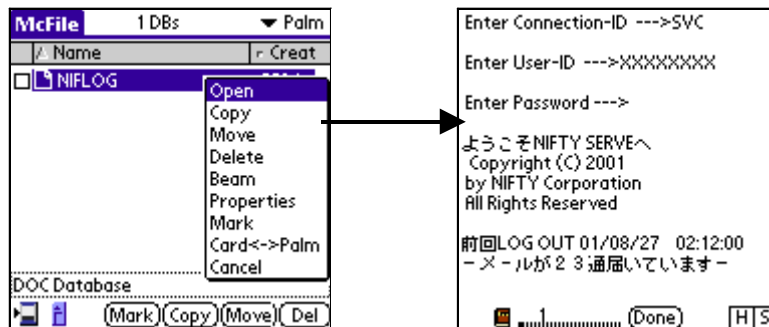 McFile 1 DBs Palm
Name Creat
NIFLOG
Open
Copy
Move
Delete
Beam
Properties
Mark
Card<->Palm
Cancel
DOC Database
Mark Copy Move Del
Enter Connection-ID --->SVC
Enter User-ID --->XXXXXXXX
Enter Password --->
ようこそNIFTY SERVEへ
Copyright (C) 2001
by NIFTY Corporation
All Rights Reserved
前回LOG OUT 01/08/27 02:12:00
－メールが２３通届いています－
1 Done H S